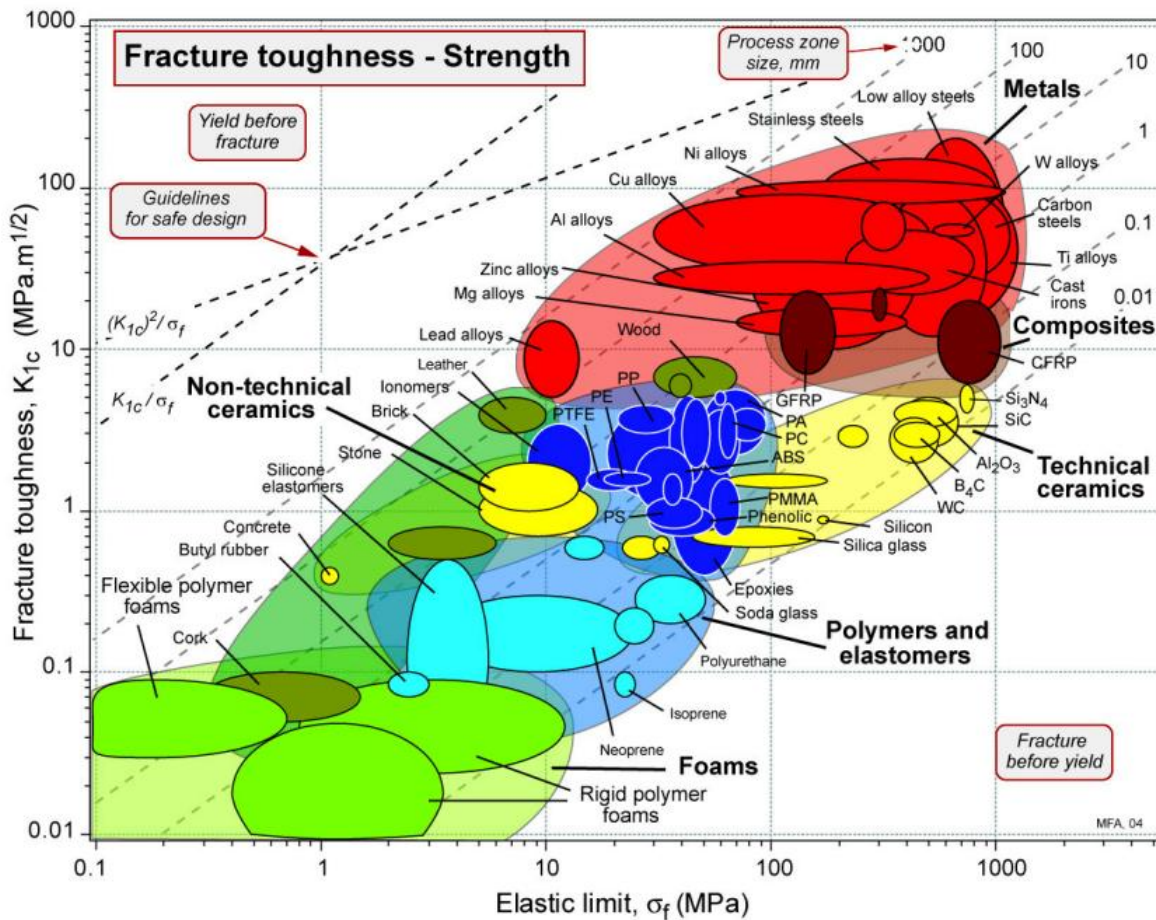 Fracture toughness - Strength
Process zone
size, mm
1000
100
10
1
0.1
0.01
Yield before
fracture
Guidelines
for safe design
(K1c)²/σf
K1c/σf
Metals
Low alloy steels
Stainless steels
Ni alloys
W alloys
Cu alloys
Carbon
steels
Al alloys
Zinc alloys
Ti alloys
Mg alloys
Cast
irons
Lead alloys
Wood
Composites
CFRP
GFRP
Leather
Ionomers
Non-technical
ceramics
Brick
Stone
PTFE
PE
PP
PA
PC
ABS
Si3N4
SiC
Al2O3
B4C
WC
Technical
ceramics
Silicone
elastomers
Concrete
Butyl rubber
PS
PMMA
Phenolic
Silicon
Silica glass
Flexible polymer
foams
Cork
Epoxies
Soda glass
Polyurethane
Polymers and
elastomers
Isoprene
Neoprene
Foams
Rigid polymer
foams
Fracture
before yield
MFA, 04
Fracture toughness, K1c (MPa.m1/2)
1000
100
10
1
0.1
0.01
0.1
1
10
100
1000
Elastic limit, σf (MPa)